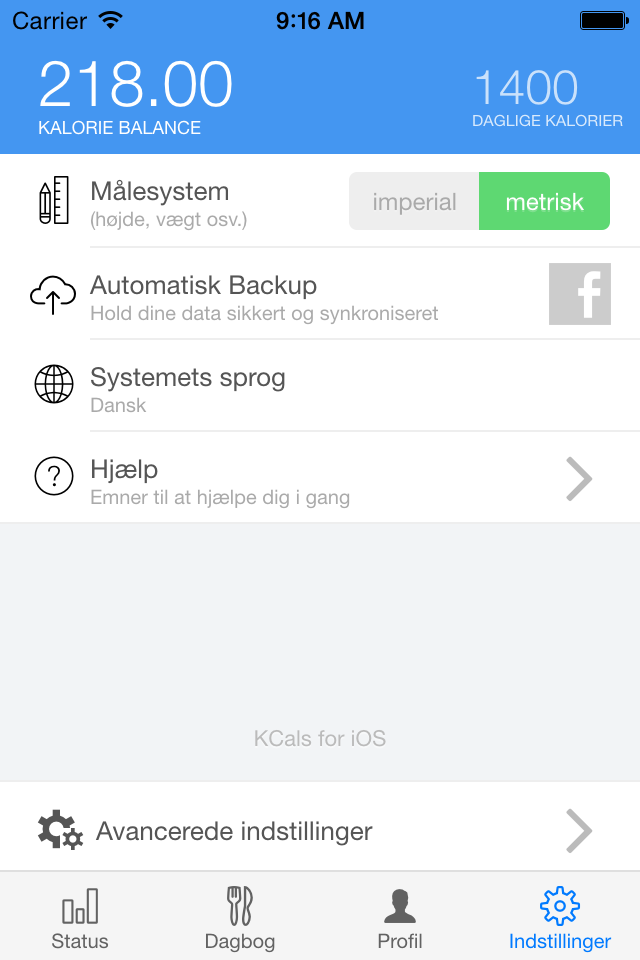 Carrier 9:16 AM
218.00 1400
KALORIE BALANCE DAGLIGE KALORIER
Målesystem
(højde, vægt osv.)
imperial metrisk
Automatisk Backup
Hold dine data sikkert og synkroniseret
f
Systemets sprog
Dansk
?
Hjælp
Emner til at hjælpe dig i gang
KCals for iOS
Avancerede indstillinger
Status Dagbog Profil Indstillinger